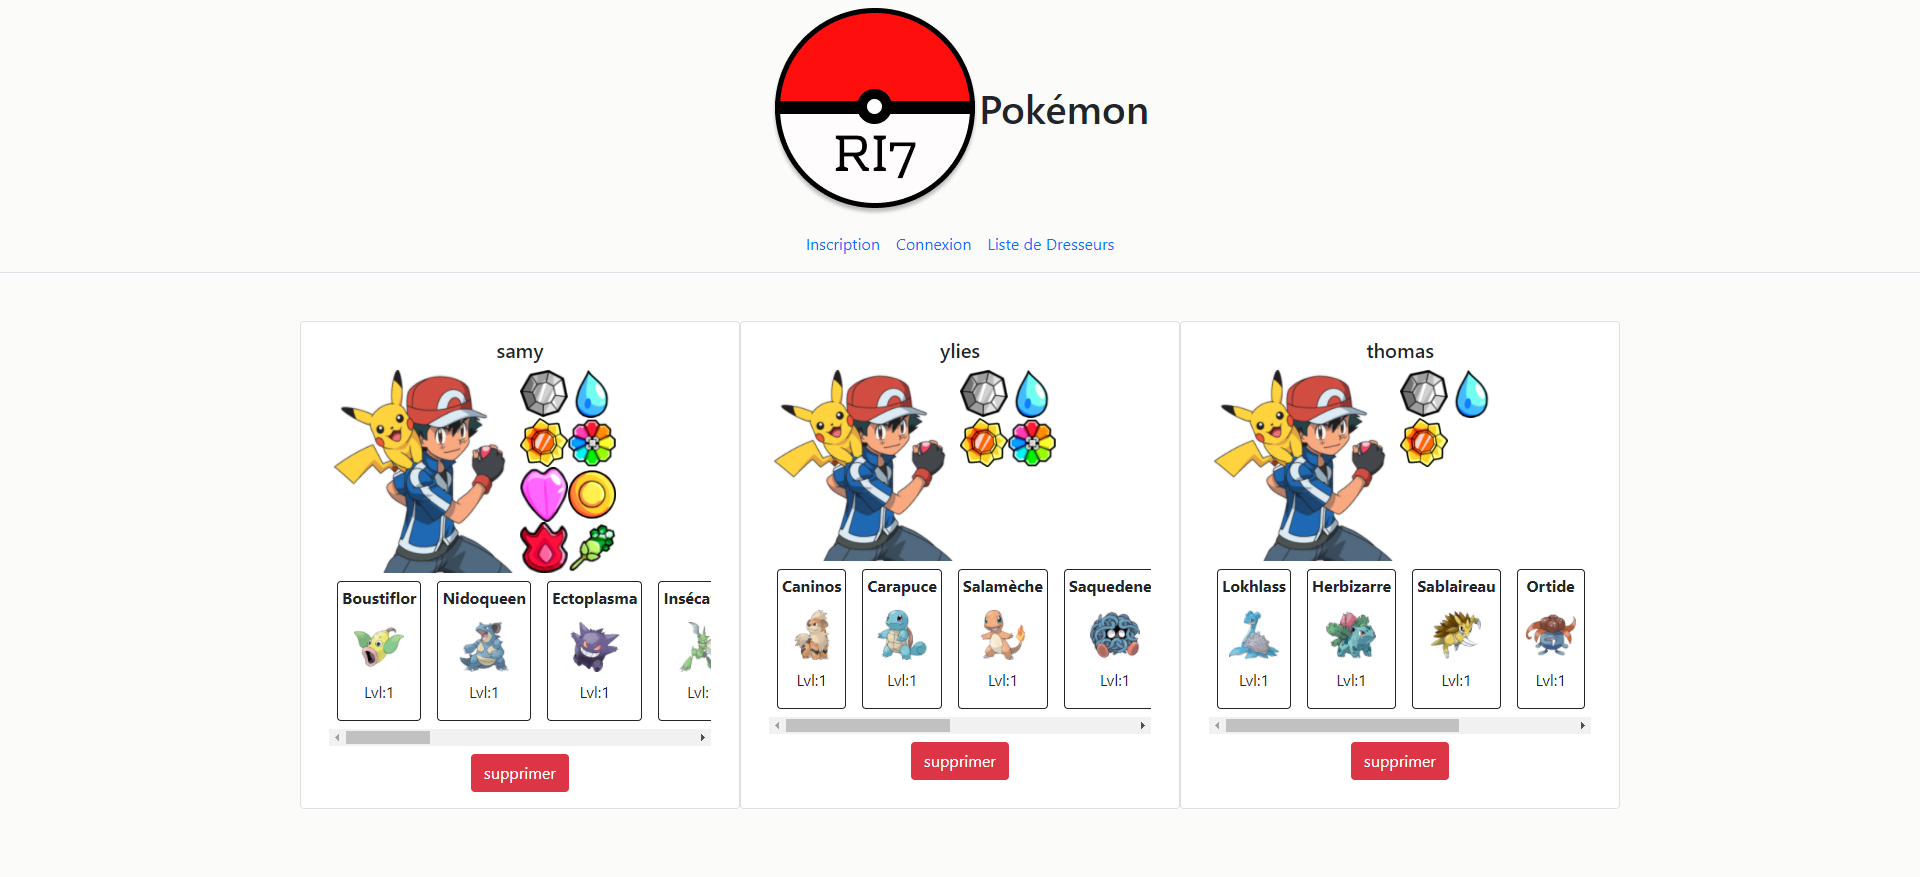 RI7
Pokémon
Inscription Connexion Liste de Dresseurs
samy
Boustiflor Nidoqueen Ectoplasma Inséca
Lvl:1 Lvl:1 Lvl:1 Lvl:
supprimer
ylies
Caninos Carapuce Salamèche Saquedene
Lvl:1 Lvl:1 Lvl:1 Lvl:1
supprimer
thomas
Lokhlass Herbizarre Sablaireau Ortide
Lvl:1 Lvl:1 Lvl:1 Lvl:1
supprimer